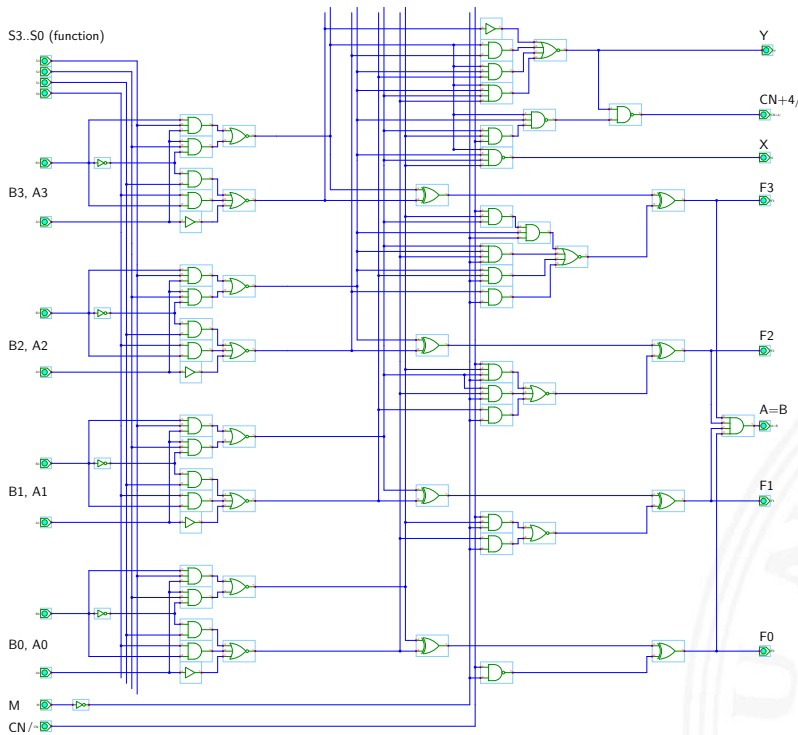 S3..S0 (function)
Y
CN+4/
X
B3, A3
F3
B2, A2
F2
A=B
B1, A1
F1
B0, A0
F0
M
CN/